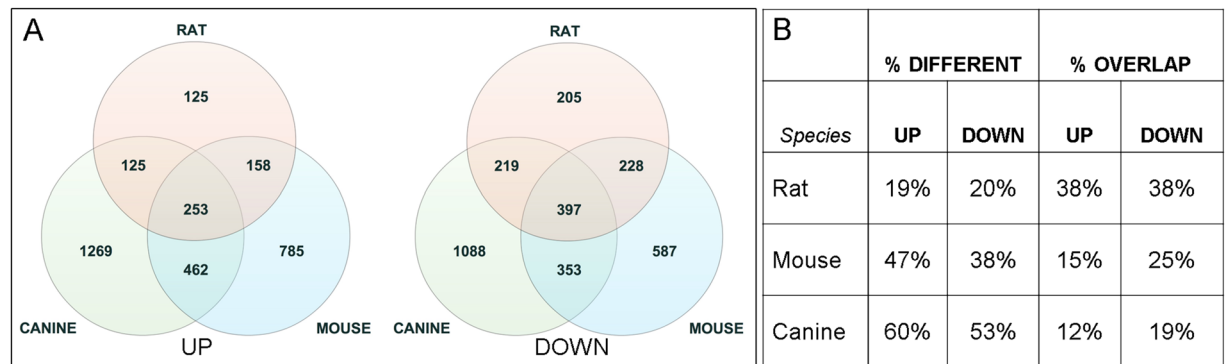 A
RAT
125
125
158
253
1269
785
462
CANINE
MOUSE
UP
RAT
205
219
228
397
1088
587
353
CANINE
MOUSE
DOWN
B
% DIFFERENT % OVERLAP
Species UP DOWN UP DOWN
Rat 19% 20% 38% 38%
Mouse 47% 38% 15% 25%
Canine 60% 53% 12% 19%